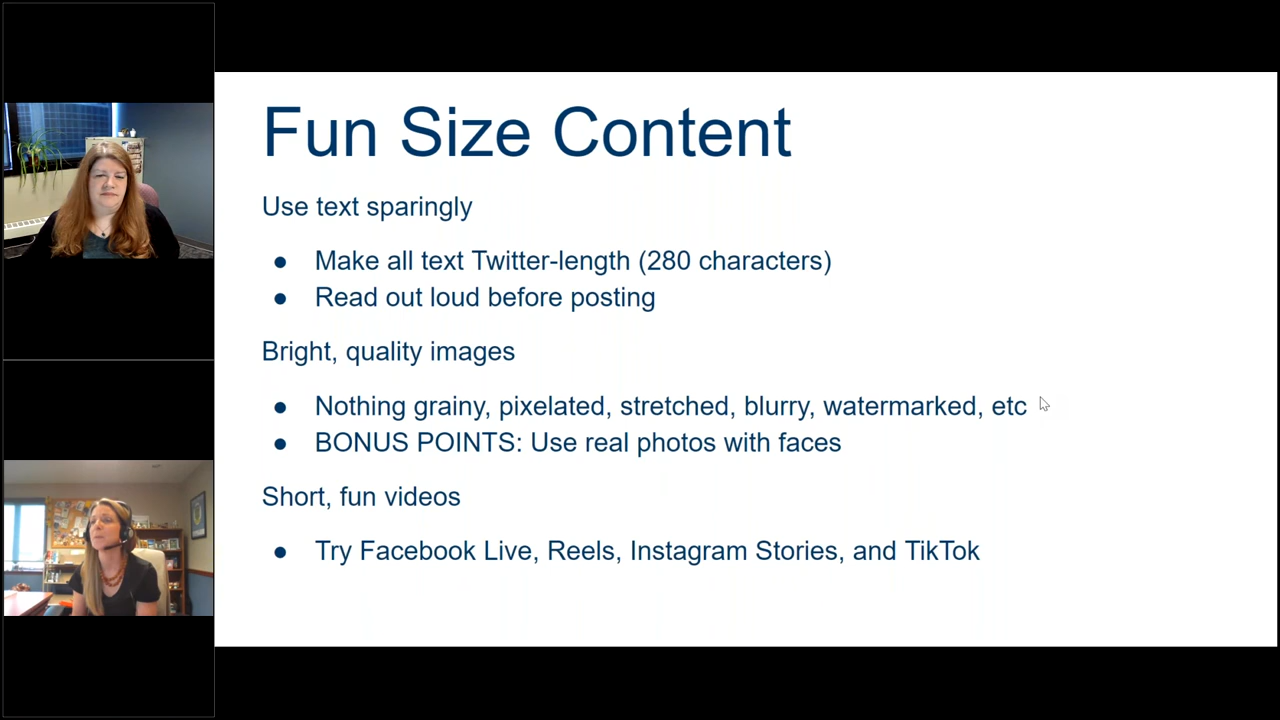 Fun Size Content
Use text sparingly
● Make all text Twitter-length (280 characters)
● Read out loud before posting
Bright, quality images
● Nothing grainy, pixelated, stretched, blurry, watermarked, etc
● BONUS POINTS: Use real photos with faces
Short, fun videos
● Try Facebook Live, Reels, Instagram Stories, and TikTok